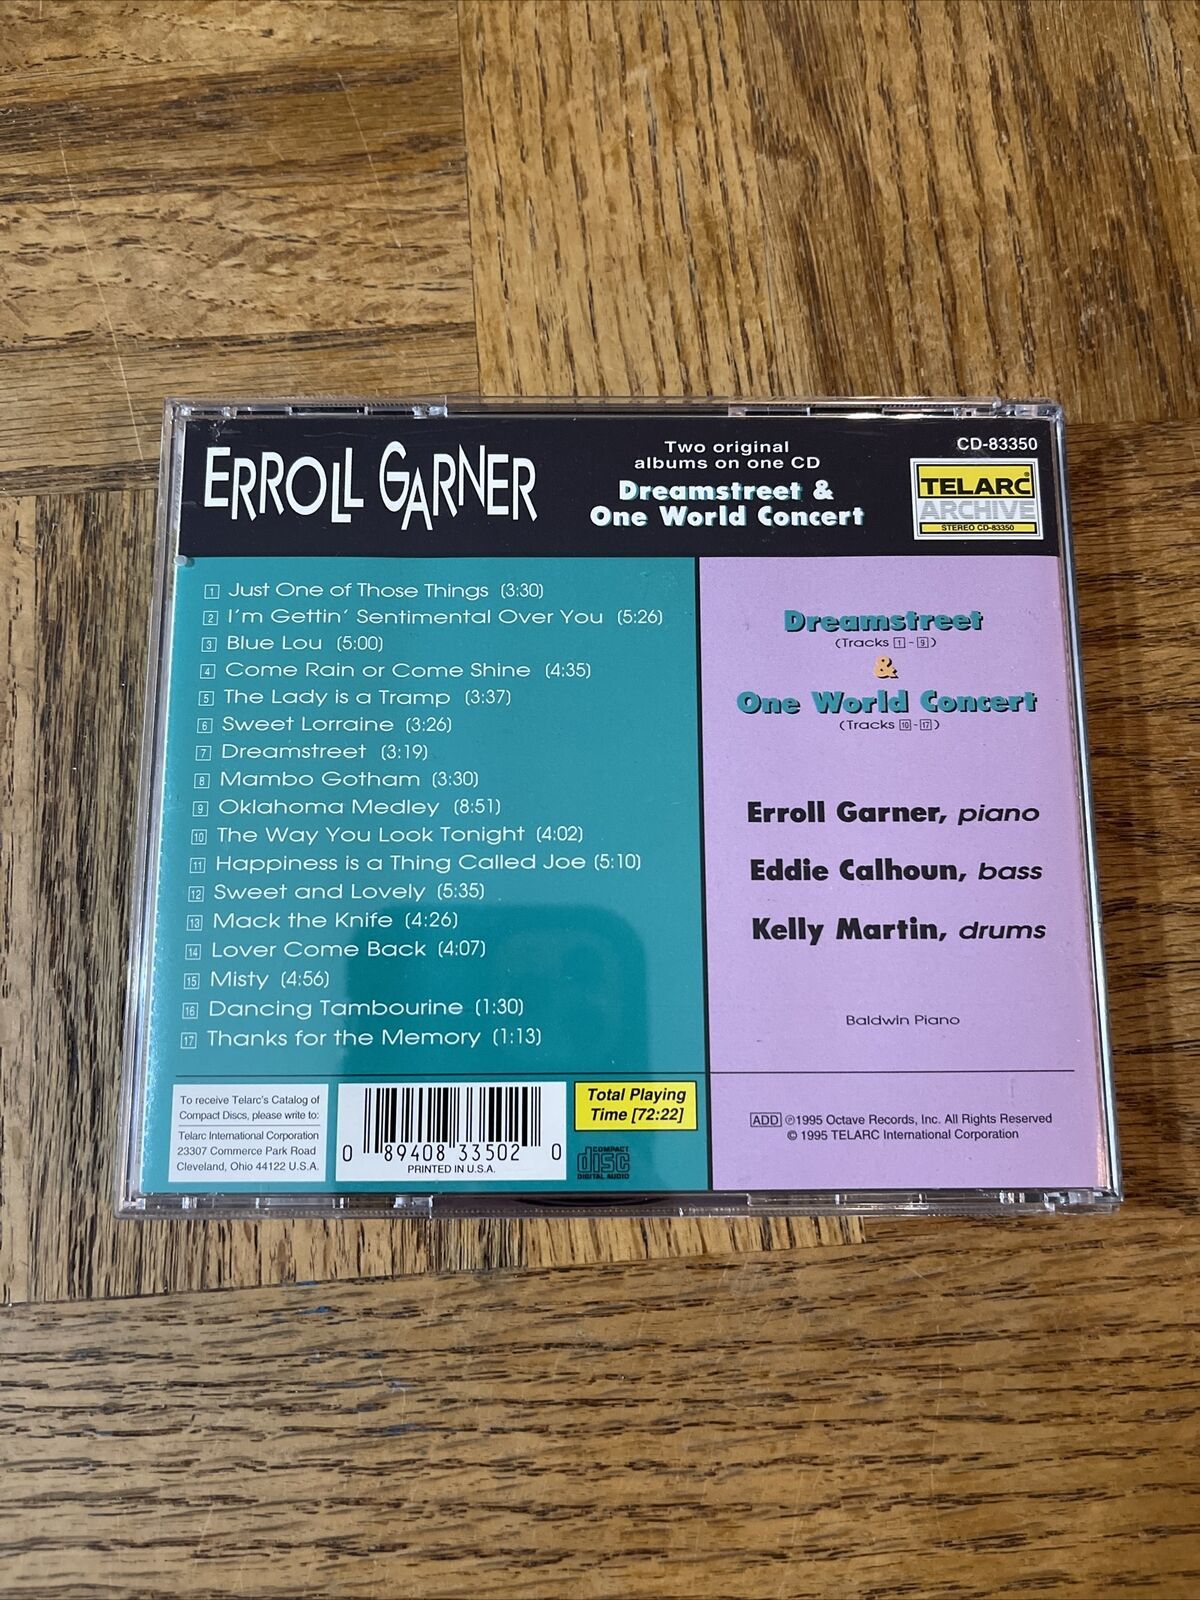 ERROLL GARNER
Two original
albums on one CD
Dreamstreet &
One World Concert
CD-83350
TELARC
ARCHIVE
STEREO CD-83350
1 Just One of Those Things (3:30)
2 I'm Gettin' Sentimental Over You (5:26)
3 Blue Lou (5:00)
4 Come Rain or Come Shine (4:35)
5 The Lady is a Tramp (3:37)
6 Sweet Lorraine (3:26)
7 Dreamstreet (3:19)
8 Mambo Gotham (3:30)
9 Oklahoma Medley (8:51)
10 The Way You Look Tonight (4:02)
11 Happiness is a Thing Called Joe (5:10)
12 Sweet and Lovely (5:35)
13 Mack the Knife (4:26)
14 Lover Come Back (4:07)
15 Misty (4:56)
16 Dancing Tambourine (1:30)
17 Thanks for the Memory (1:13)
Dreamstreet
(Tracks 1-9)
&
One World Concert
(Tracks 10-17)
Erroll Garner, piano
Eddie Calhoun, bass
Kelly Martin, drums
Baldwin Piano
To receive Telarc's Catalog of
Compact Discs, please write to:
Telarc International Corporation
23307 Commerce Park Road
Cleveland, Ohio 44122 U.S.A.
0 89408 33502 0
PRINTED IN U.S.A.
Total Playing
Time [72:22]
COMPACT
disc
DIGITAL AUDIO
ADD ℗1995 Octave Records, Inc. All Rights Reserved
© 1995 TELARC International Corporation